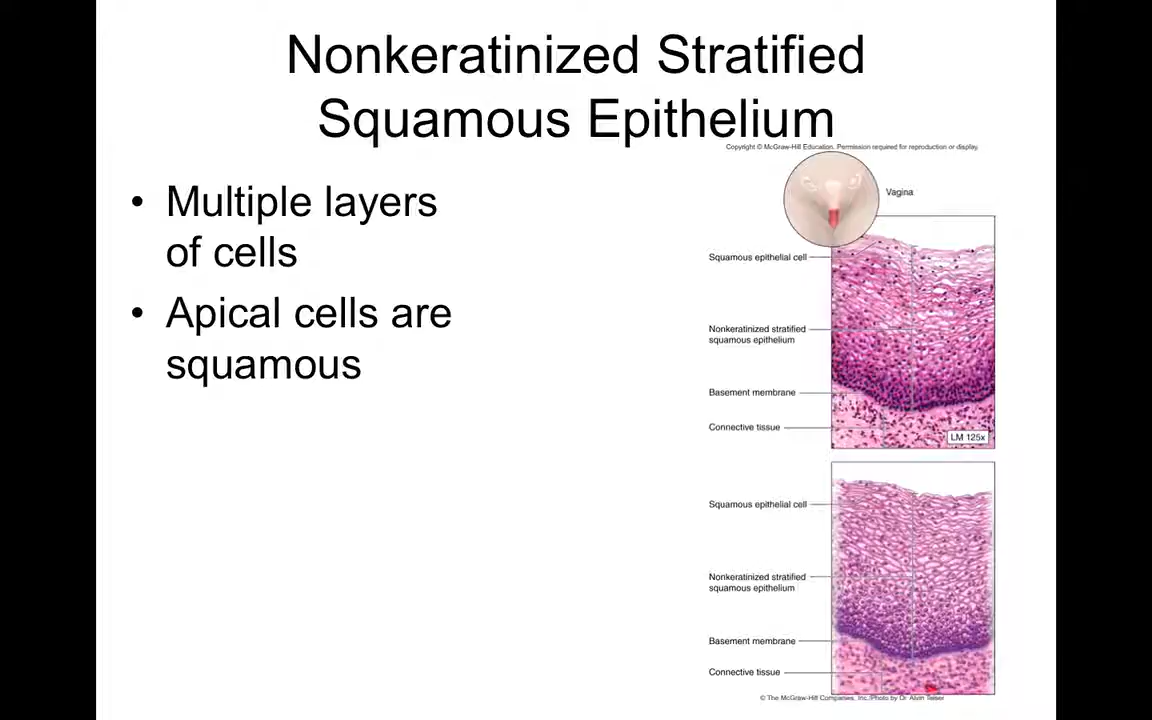 Nonkeratinized Stratified
Squamous Epithelium
Copyright © McGraw-Hill Education. Permission required for reproduction or display.
• Multiple layers
of cells
• Apical cells are
squamous
Vagina
Squamous epithelial cell
Nonkeratinized stratified
squamous epithelium
Basement membrane
Connective tissue
LM 125x
Squamous epithelial cell
Nonkeratinized stratified
squamous epithelium
Basement membrane
Connective tissue
© The McGraw-Hill Companies, Inc./Photo by Dr. Alvin Telser